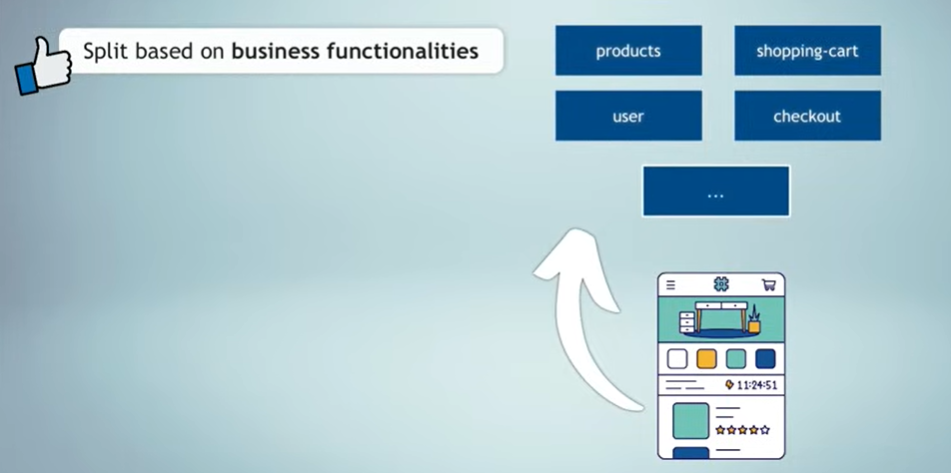 Split based on business functionalities
products
shopping-cart
user
checkout
...
11:24:51